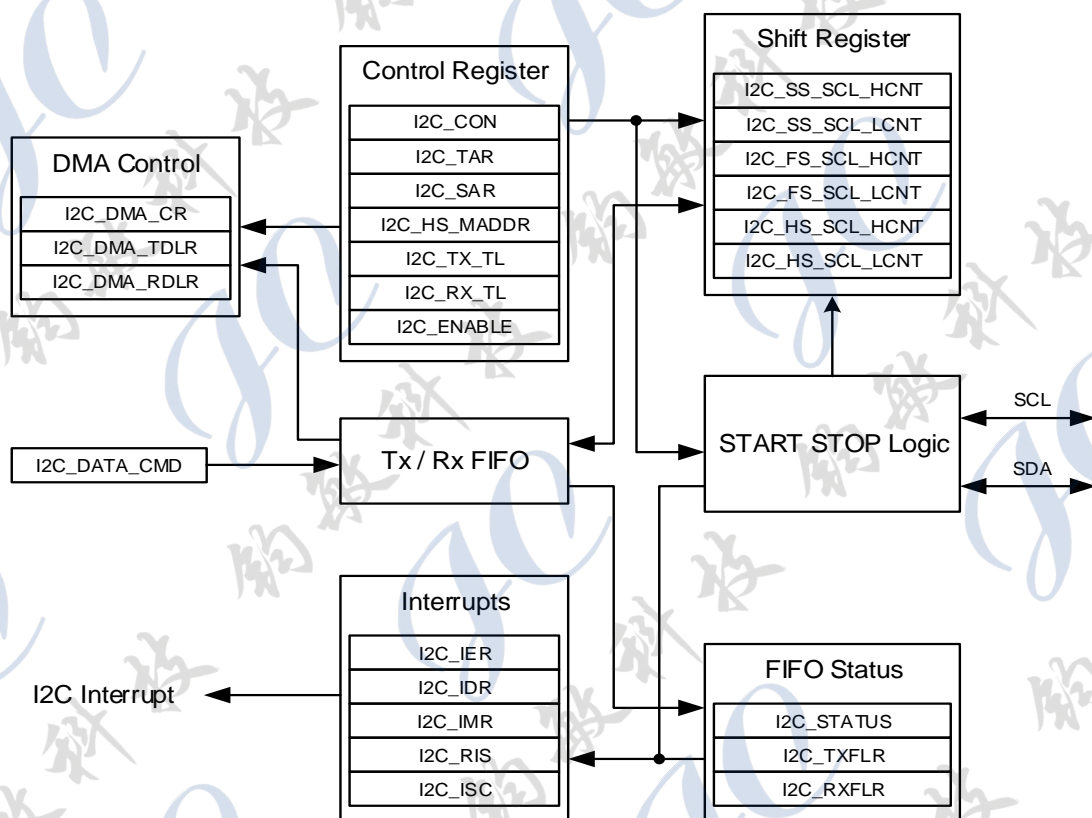 Control Register
I2C_CON
I2C_TAR
I2C_SAR
I2C_HS_MADDR
I2C_TX_TL
I2C_RX_TL
I2C_ENABLE
Shift Register
I2C_SS_SCL_HCNT
I2C_SS_SCL_LCNT
I2C_FS_SCL_HCNT
I2C_FS_SCL_LCNT
I2C_HS_SCL_HCNT
I2C_HS_SCL_LCNT
DMA Control
I2C_DMA_CR
I2C_DMA_TDLR
I2C_DMA_RDLR
I2C_DATA_CMD
Tx / Rx FIFO
START STOP Logic
SCL
SDA
Interrupts
I2C_IER
I2C_IDR
I2C_IMR
I2C_RIS
I2C_ISC
I2C Interrupt
FIFO Status
I2C_STATUS
I2C_TXFLR
I2C_RXFLR